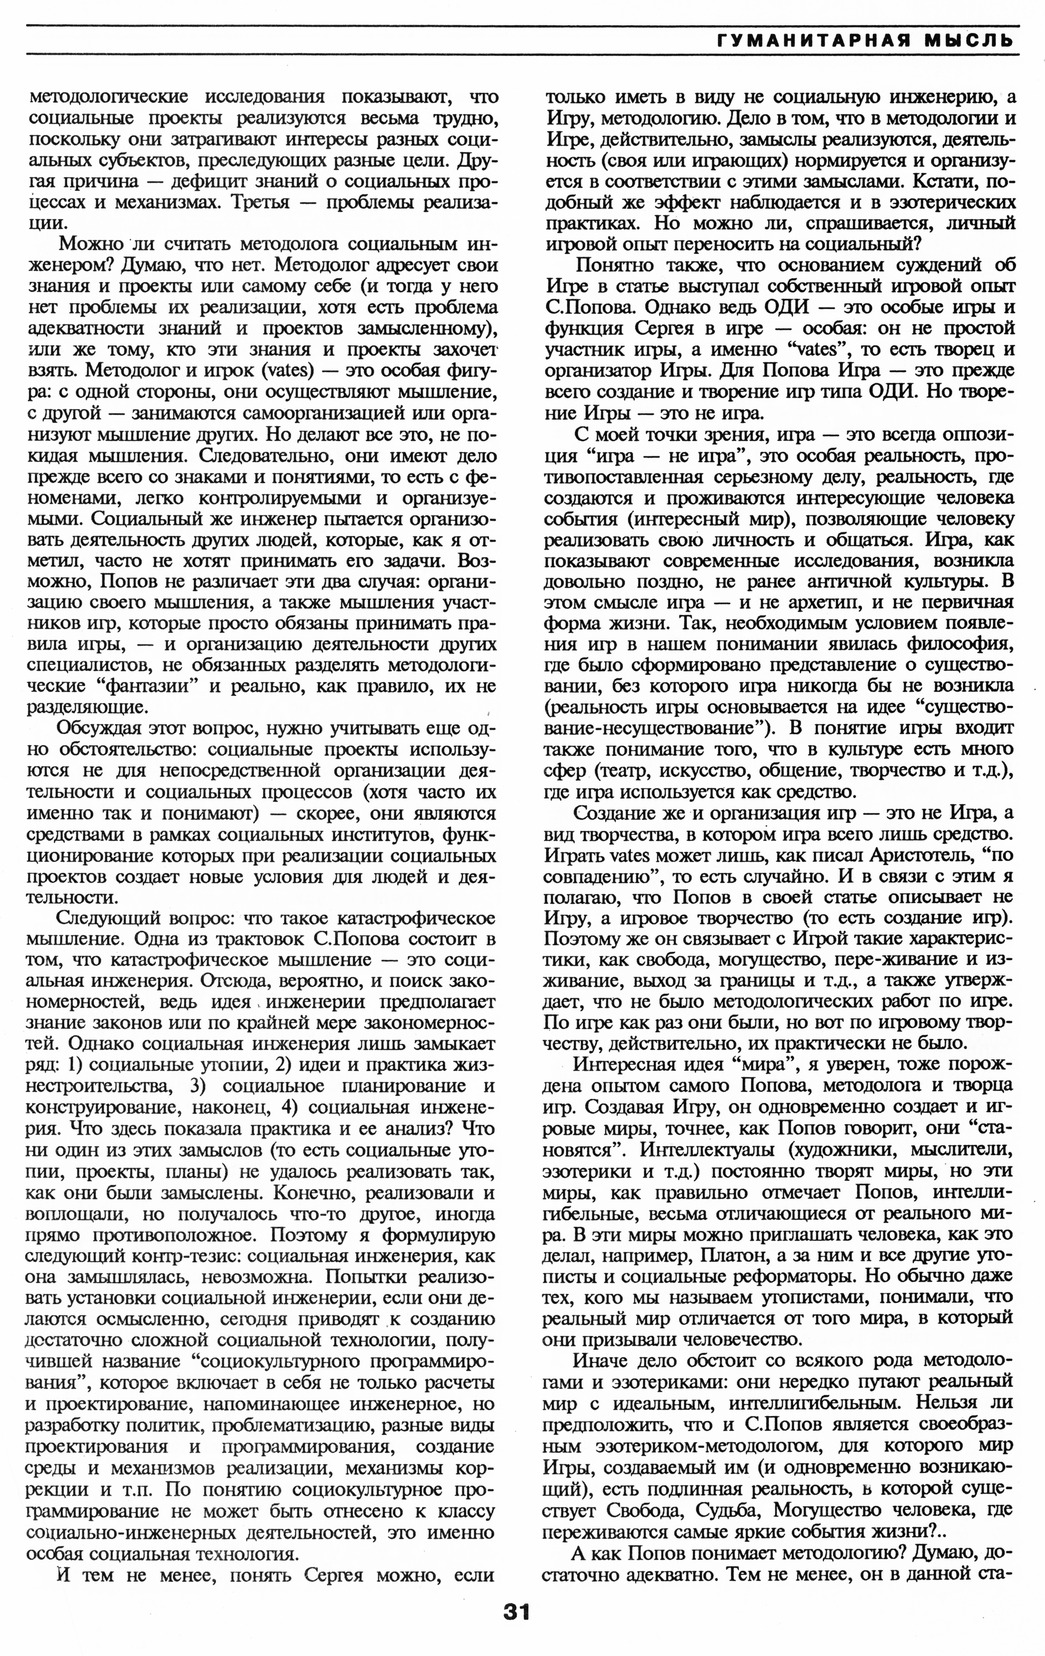 ГУМАНИТАРНАЯ МЫСЛЬ
методологические исследования показывают, что
социальные проекты реализуются весьма трудно,
поскольку они затрагивают интересы разных соци-
альных субъектов, преследующих разные цели. Дру-
гая причина — дефицит знаний о социальных про-
цессах и механизмах. Третья — проблемы реализа-
ции.
Можно ли считать методолога социальным ин-
женером? Думаю, что нет. Методолог адресует свои
знания и проекты или самому себе (и тогда у него
нет проблемы их реализации, хотя есть проблема
адекватности знаний и проектов замысленному),
или же тому, кто эти знания и проекты захочет
взять. Методолог и игрок (vates) — это особая фигу-
ра: с одной стороны, они осуществляют мышление,
с другой — занимаются самоорганизацией или орга-
низуют мышление других. Но делают все это, не по-
кидая мышления. Следовательно, они имеют дело
прежде всего со знаками и понятиями, то есть с фе-
номенами, легко контролируемыми и организуе-
мыми. Социальный же инженер пытается организо-
вать деятельность других людей, которые, как я от-
метил, часто не хотят принимать его задачи. Воз-
можно, Попов не различает эти два случая: органи-
зацию своего мышления, а также мышления участ-
ников игр, которые просто обязаны принимать пра-
вила игры, — и организацию деятельности других
специалистов, не обязанных разделять методологи-
ческие “фантазии” и реально, как правило, их не
разделяющие.
Обсуждая этот вопрос, нужно учитывать еще од-
но обстоятельство: социальные проекты использу-
ются не для непосредственной организации дея-
тельности и социальных процессов (хотя часто их
именно так и понимают) — скорее, они являются
средствами в рамках социальных институтов, функ-
ционирование которых при реализации социальных
проектов создает новые условия для людей и дея-
тельности.
Следующий вопрос: что такое катастрофическое
мышление. Одна из трактовок С.Попова состоит в
том, что катастрофическое мышление — это соци-
альная инженерия. Отсюда, вероятно, и поиск зако-
номерностей, ведь идея инженерии предполагает
знание законов или по крайней мере закономернос-
тей. Однако социальная инженерия лишь замыкает
ряд: 1) социальные утопии, 2) идеи и практика жиз-
нестроительства, 3) социальное планирование и
конструирование, наконец, 4) социальная инжене-
рия. Что здесь показала практика и ее анализ? Что
ни один из этих замыслов (то есть социальные уто-
пии, проекты, планы) не удалось реализовать так,
как они были замыслены. Конечно, реализовали и
воплощали, но получалось что-то другое, иногда
прямо противоположное. Поэтому я формулирую
следующий контр-тезис: социальная инженерия, как
она замышлялась, невозможна. Попытки реализо-
вать установки социальной инженерии, если они де-
лаются осмысленно, сегодня приводят к созданию
достаточно сложной социальной технологии, полу-
чившей название “социокультурного программиро-
вания”, которое включает в себя не только расчеты
и проектирование, напоминающее инженерное, но
разработку политик, проблематизацию, разные виды
проектирования и программирования, создание
среды и механизмов реализации, механизмы кор-
рекции и т.п. По понятию социокультурное про-
граммирование не может быть отнесено к классу
социально-инженерных деятельностей, это именно
особая социальная технология.
И тем не менее, понять Сергея можно, если
только иметь в виду не социальную инженерию, а
Игру, методологию. Дело в том, что в методологии и
Игре, действительно, замыслы реализуются, деятель-
ность (своя или играющих) нормируется и организу-
ется в соответствии с этими замыслами. Кстати, по-
добный же эффект наблюдается и в эзотерических
практиках. Но можно ли, спрашивается, личный
игровой опыт переносить на социальный?
Понятно также, что основанием суждений об
Игре в статье выступал собственный игровой опыт
С.Попова. Однако ведь ОДИ — это особые игры и
функция Сергея в игре — особая: он не простой
участник игры, а именно “vates”, то есть творец и
организатор Игры. Для Попова Игра — это прежде
всего создание и творение игр типа ОДИ. Но творе-
ние Игры — это не игра.
С моей точки зрения, игра — это всегда оппози-
ция “игра — не игра”, это особая реальность, про-
тивопоставленная серьезному делу, реальность, где
создаются и проживаются интересующие человека
события (интересный мир), позволяющие человеку
реализовать свою личность и общаться. Игра, как
показывают современные исследования, возникла
довольно поздно, не ранее античной культуры. В
этом смысле игра — и не архетип, и не первичная
форма жизни. Так, необходимым условием появле-
ния игр в нашем понимании явилась философия,
где было сформировано представление о существо-
вании, без которого игра никогда бы не возникла
(реальность игры основывается на идее “существо-
вание-несуществование”). В понятие игры входит
также понимание того, что в культуре есть много
сфер (театр, искусство, общение, творчество и т.д.),
где игра используется как средство.
Создание же и организация игр — это не Игра, а
вид творчества, в котором игра всего лишь средство.
Играть vates может лишь, как писал Аристотель, “по
совпадению”, то есть случайно. И в связи с этим я
полагаю, что Попов в своей статье описывает не
Игру, а игровое творчество (то есть создание игр).
Поэтому же он связывает с Игрой такие характерис-
тики, как свобода, могущество, пере-живание и из-
живание, выход за границы и т.д., а также утверж-
дает, что не было методологических работ по игре.
По игре как раз они были, но вот по игровому твор-
честву, действительно, их практически не было.
Интересная идея “мира”, я уверен, тоже порож-
дена опытом самого Попова, методолога и творца
игр. Создавая Игру, он одновременно создает и иг-
ровые миры, точнее, как Попов говорит, они “ста-
новятся”. Интеллектуалы (художники, мыслители,
эзотерики и т.д.) постоянно творят миры, но эти
миры, как правильно отмечает Попов, интелли-
гибельные, весьма отличающиеся от реального ми-
ра. В эти миры можно приглашать человека, как это
делал, например, Платон, а за ним и все другие уто-
писты и социальные реформаторы. Но обычно даже
тех, кого мы называем утопистами, понимали, что
реальный мир отличается от того мира, в который
они призывали человечество.
Иначе дело обстоит со всякого рода методоло-
гами и эзотериками: они нередко путают реальный
мир с идеальным, интеллигибельным. Нельзя ли
предположить, что и С.Попов является своеобраз-
ным эзотериком-методологом, для которого мир
Игры, создаваемый им (и одновременно возникаю-
щий), есть подлинная реальность, в которой суще-
ствует Свобода, Судьба, Могущество человека, где
переживаются самые яркие события жизни?..
А как Попов понимает методологию? Думаю, до-
статочно адекватно. Тем не менее, он в данной ста-
31